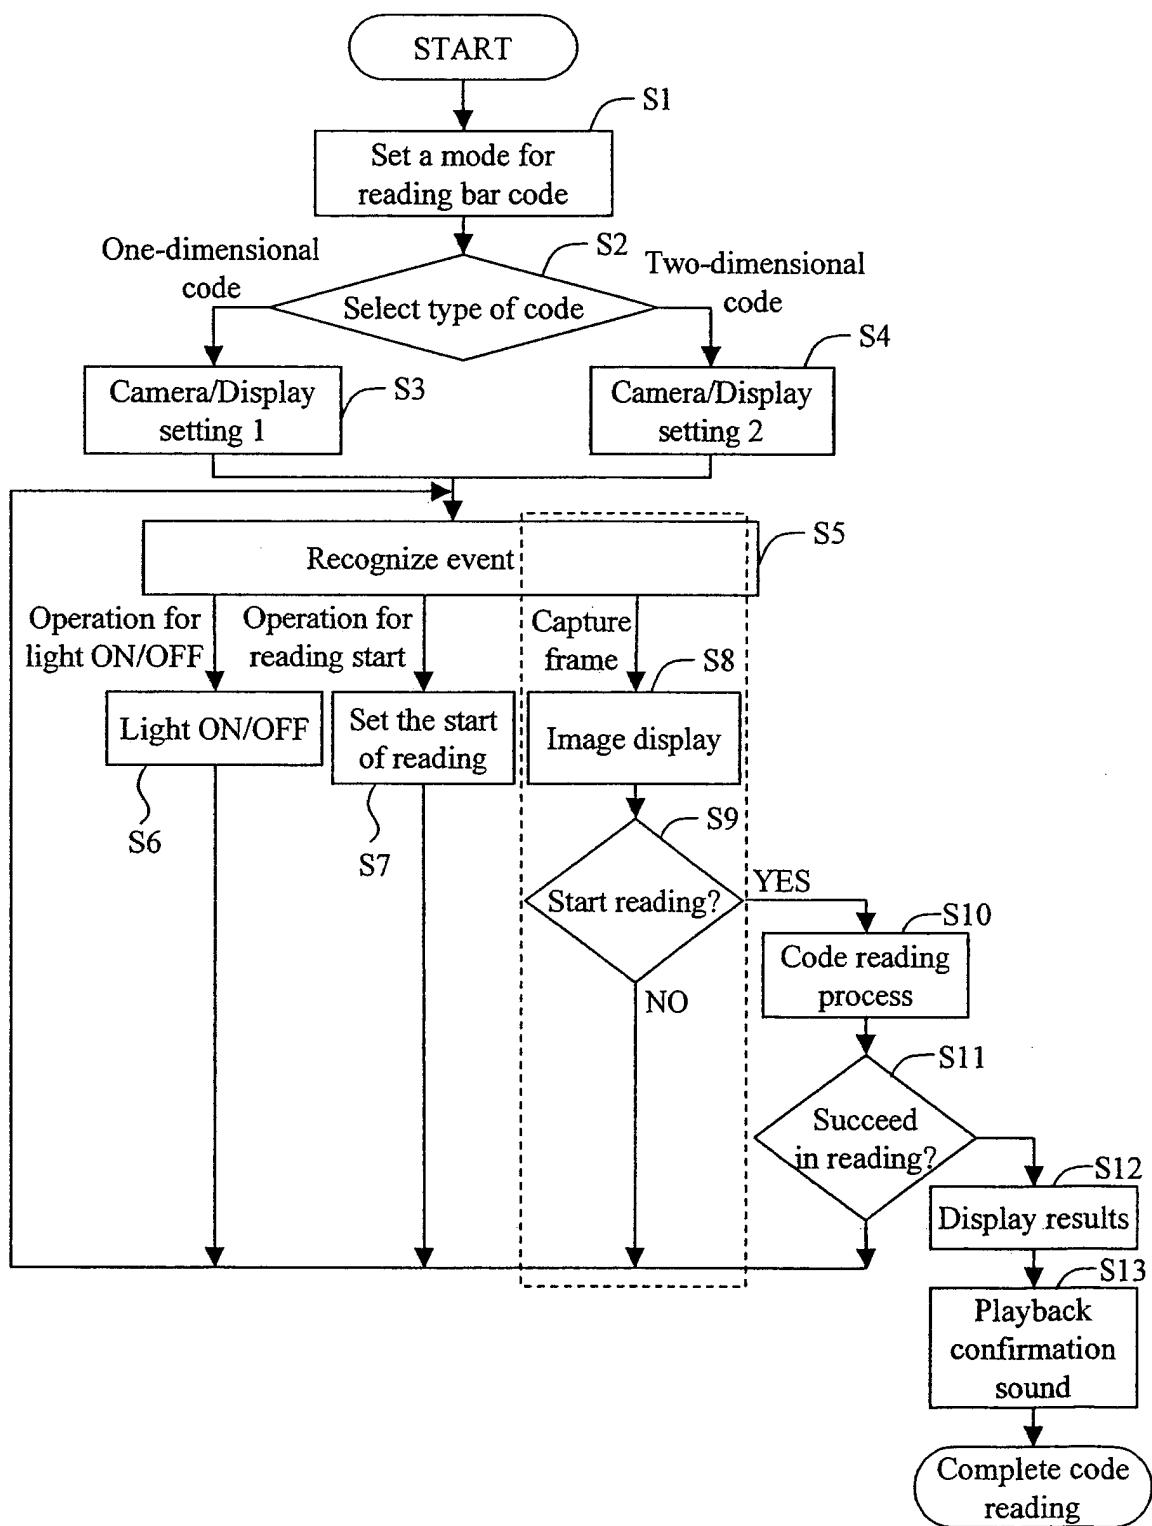 START
S1
Set a mode for
reading bar code
S2
One-dimensional
code
Two-dimensional
code
Select type of code
S3
Camera/Display
setting 1
S4
Camera/Display
setting 2
S5
Recognize event
Operation for
light ON/OFF
Operation for
reading start
Capture
frame
S8
Light ON/OFF
Set the start
of reading
Image display
S6
S7
S9
Start reading?
YES
NO
S10
Code reading
process
S11
Succeed
in reading?
S12
Display results
S13
Playback
confirmation
sound
Complete code
reading